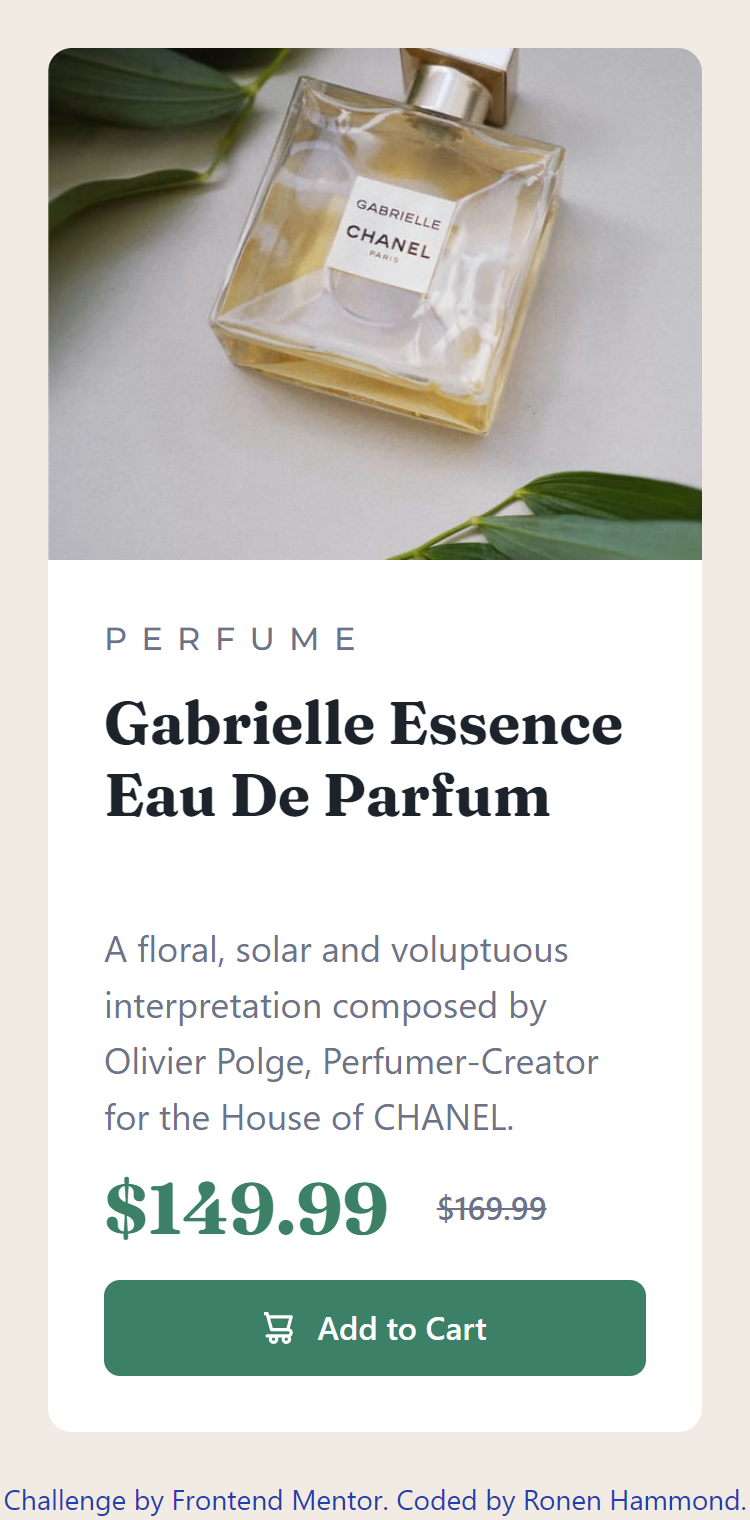 GABRIELLE
CHANEL
PARIS
PERFUME
Gabrielle Essence
Eau De Parfum
A floral, solar and voluptuous
interpretation composed by
Olivier Polge, Perfumer-Creator
for the House of CHANEL.
$149.99 $169.99
Add to Cart
Challenge by Frontend Mentor. Coded by Ronen Hammond.